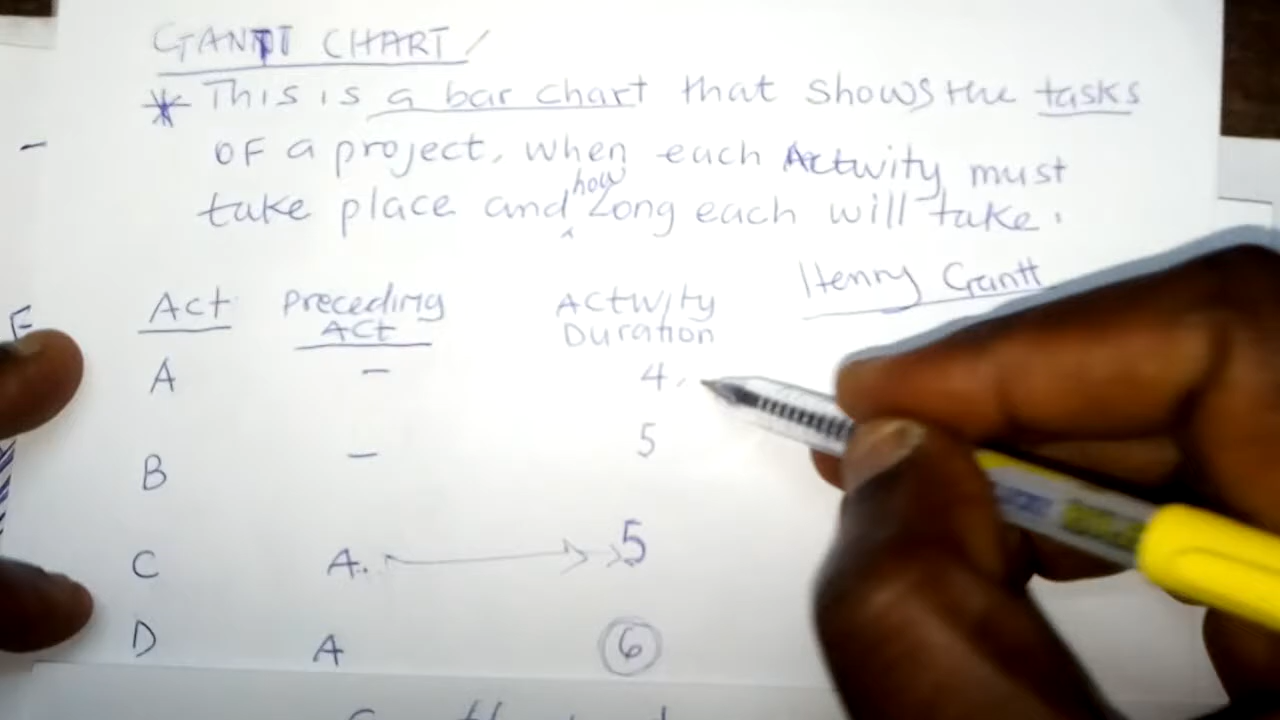 GANTT CHART
* This is a bar chart that shows the tasks
of a project, when each Activity must
take place and how long each will take.
Henry Gantt
Act Preceding Act Activity Duration
A - 4
B - 5
C A. 5
D A 6